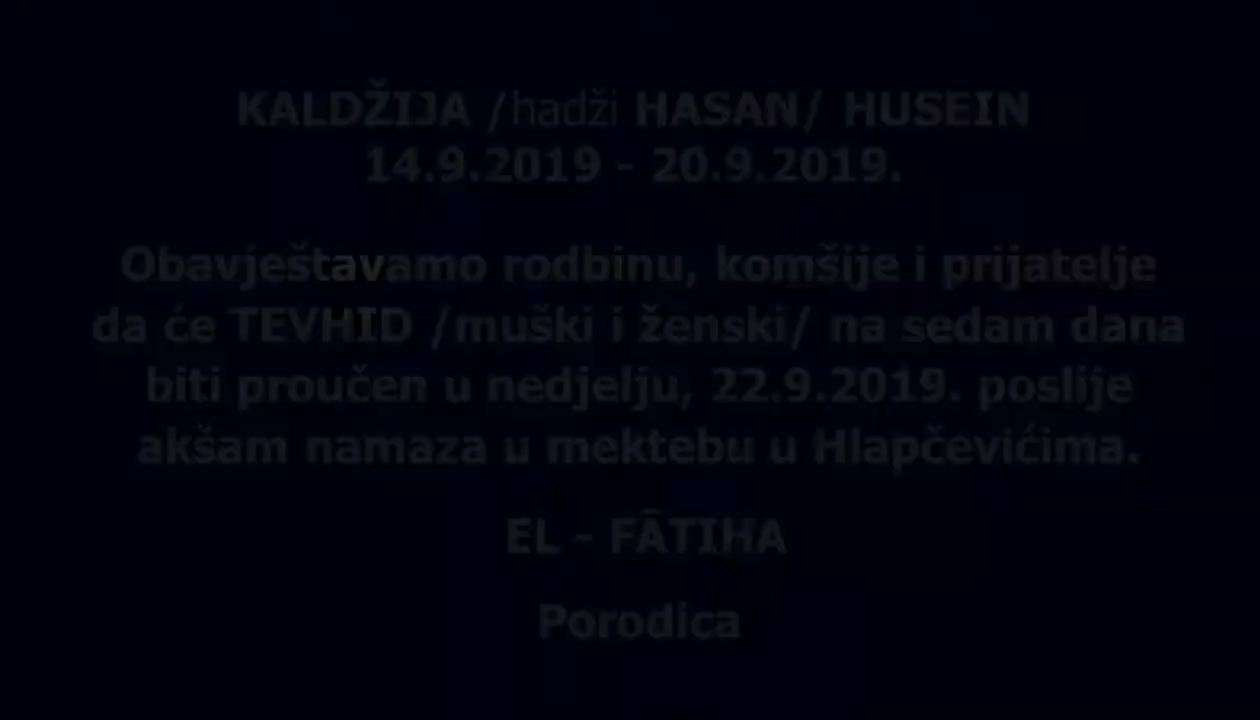 KALDŽIJA /hadži HASAN/ HUSEIN
14.9.2019 - 20.9.2019.
Obavještavamo rodbinu, komšije i prijatelje
da će TEVHID /muški i ženski/ na sedam dana
biti proučen u nedjelju, 22.9.2019. poslije
akšam namaza u mektebu u Hlapčevićima.
EL - FĀTIHA
Porodica